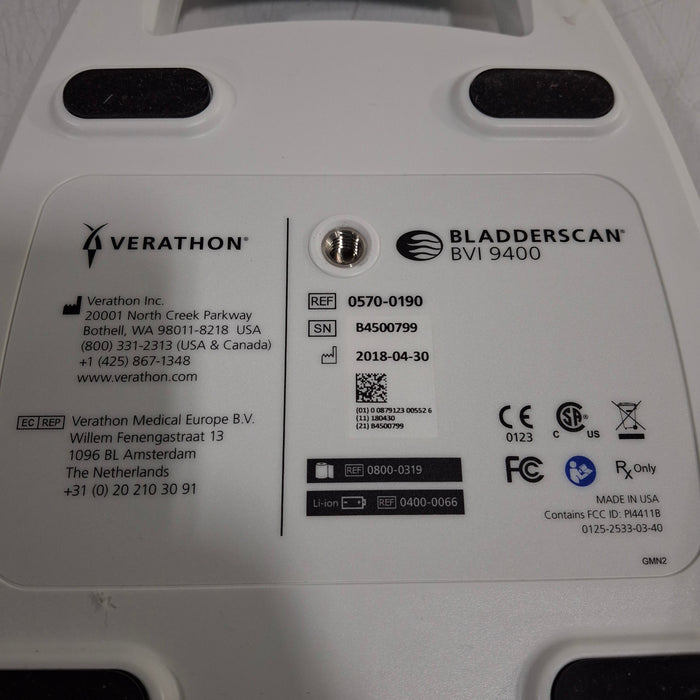 VERATHON®
Verathon Inc.
20001 North Creek Parkway
Bothell, WA 98011-8218 USA
(800) 331-2313 (USA & Canada)
+1 (425) 867-1348
www.verathon.com
EC REP Verathon Medical Europe B.V.
Willem Fenengastraat 13
1096 BL Amsterdam
The Netherlands
+31 (0) 20 210 30 91
BLADDERSCAN®
BVI 9400
REF 0570-0190
SN B4500799
2018-04-30
(01) 0 0879123 00552 6
(11) 180430
(21) B4500799
REF 0800-0319
Li-ion - + REF 0400-0066
CE 0123
C SA® US
FC
Rx Only
MADE IN USA
Contains FCC ID: PI4411B
0125-2533-03-40
GMN2